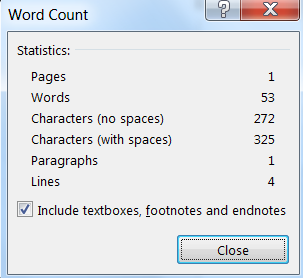 Word Count
Statistics:
Pages 1
Words 53
Characters (no spaces) 272
Characters (with spaces) 325
Paragraphs 1
Lines 4
Include textboxes, footnotes and endnotes
Close